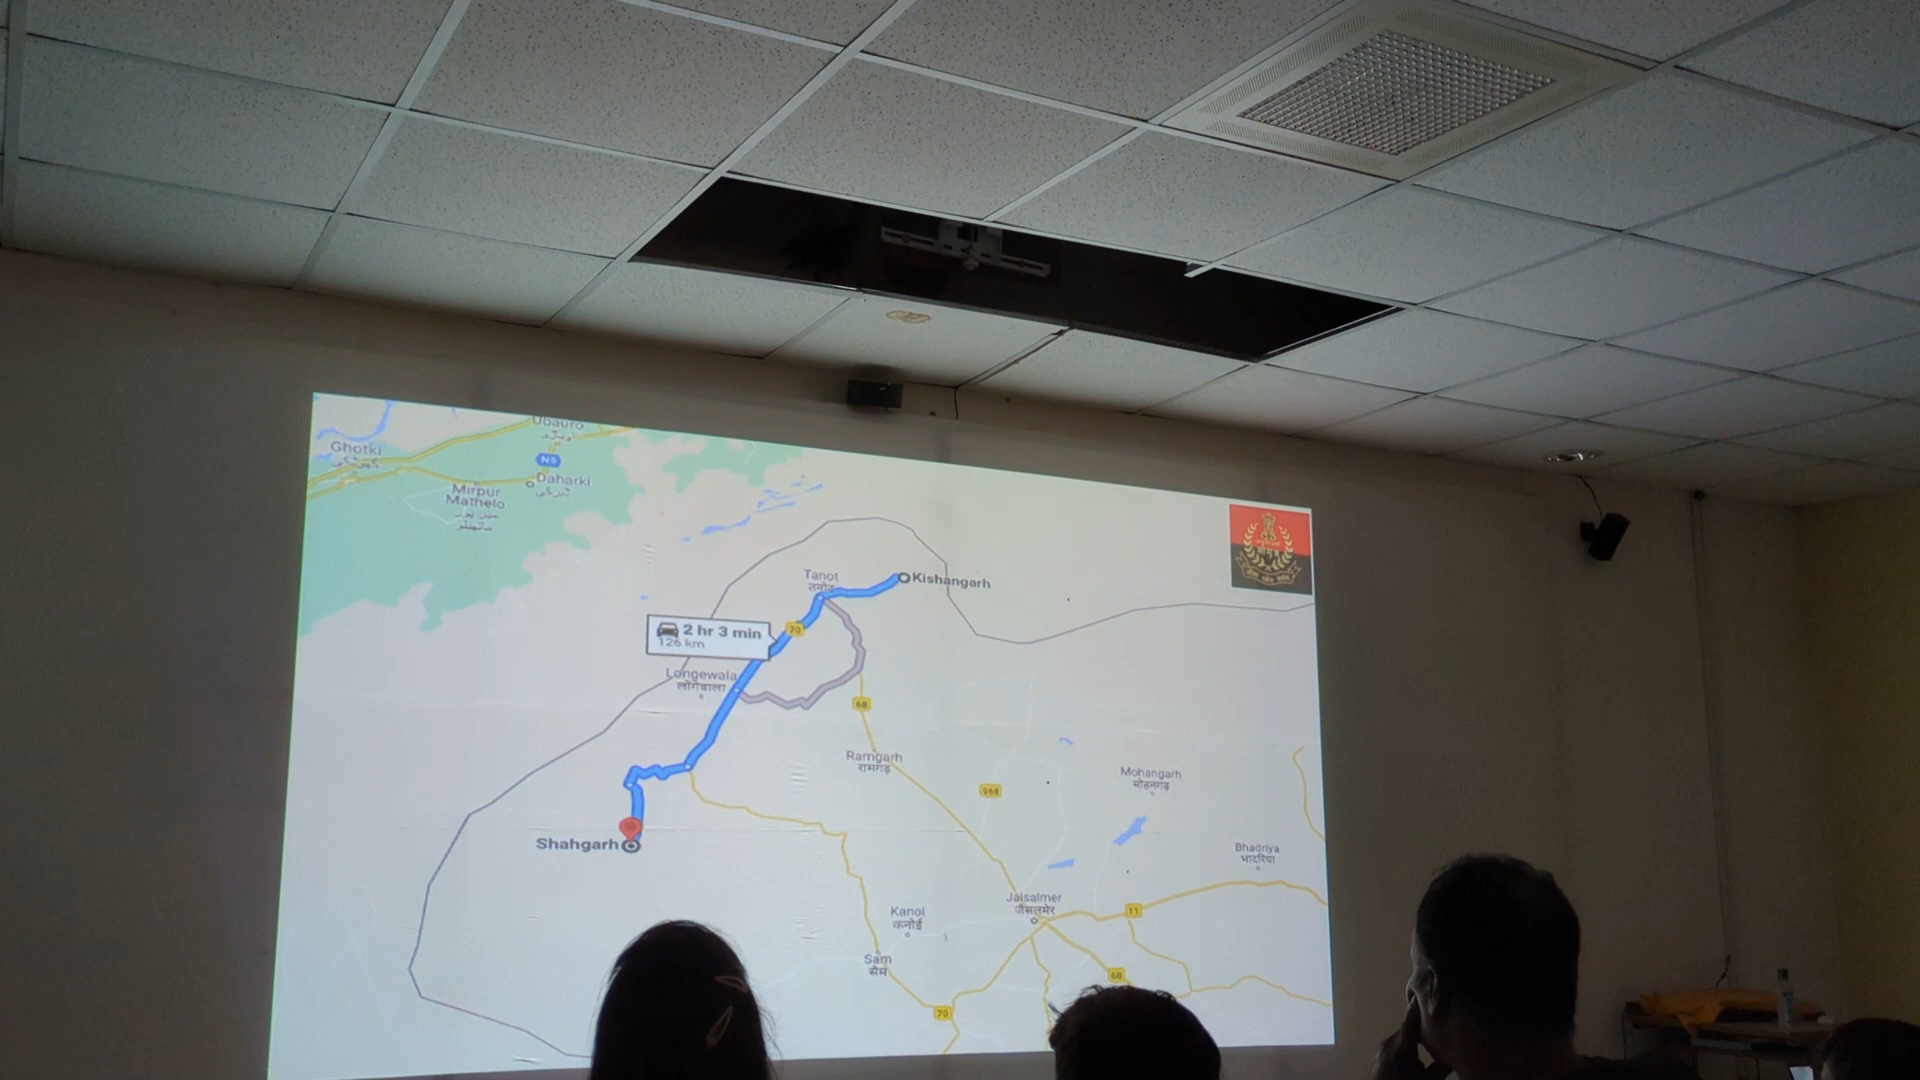 Ubauro
Ghotki
N5
Daharki
Mirpur
Mathelo
Tanot
तनोट
Kishangarh
2 hr 3 min
126 km
70
Longewala
लोंगेवाला
68
Ramgarh
रामगढ़
968
Mohangarh
मोहनगढ़
Shahgarh
Bhadriya
भादरिया
Jaisalmer
जैसलमेर
11
Kanoi
कनोई
Sam
सैम
68
70